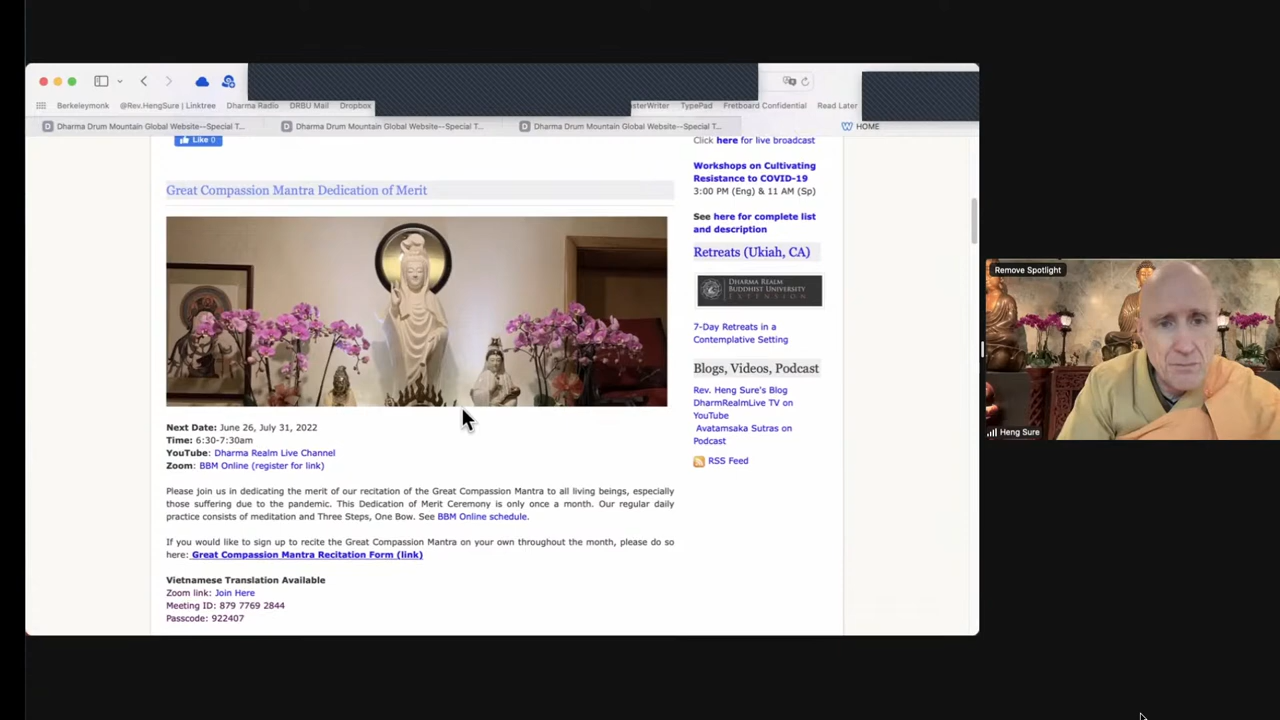 Berkeleymonk @Rev.HengSure | Linktree Dharma Radio DRBU Mail Dropbox sterWriter TypePad Fretboard Confidential Read Later
Dharma Drum Mountain Global Website--Special T... Dharma Drum Mountain Global Website--Special T... Dharma Drum Mountain Global Website--Special T... HOME
Like 0
Great Compassion Mantra Dedication of Merit
Next Date: June 26, July 31, 2022
Time: 6:30-7:30am
YouTube: Dharma Realm Live Channel
Zoom: BBM Online (register for link)
Please join us in dedicating the merit of our recitation of the Great Compassion Mantra to all living beings, especially
those suffering due to the pandemic. This Dedication of Merit Ceremony is only once a month. Our regular daily
practice consists of meditation and Three Steps, One Bow. See BBM Online schedule.
If you would like to sign up to recite the Great Compassion Mantra on your own throughout the month, please do so
here: Great Compassion Mantra Recitation Form (link)
Vietnamese Translation Available
Zoom link: Join Here
Meeting ID: 879 7769 2844
Passcode: 922407
Click here for live broadcast
Workshops on Cultivating
Resistance to COVID-19
3:00 PM (Eng) & 11 AM (Sp)
See here for complete list
and description
Retreats (Ukiah, CA)
DHARMA REALM
BUDDHIST UNIVERSITY
EXTENSION
7-Day Retreats in a
Contemplative Setting
Blogs, Videos, Podcast
Rev. Heng Sure's Blog
DharmRealmLive TV on
YouTube
Avatamsaka Sutras on
Podcast
RSS Feed
Remove Spotlight
Heng Sure